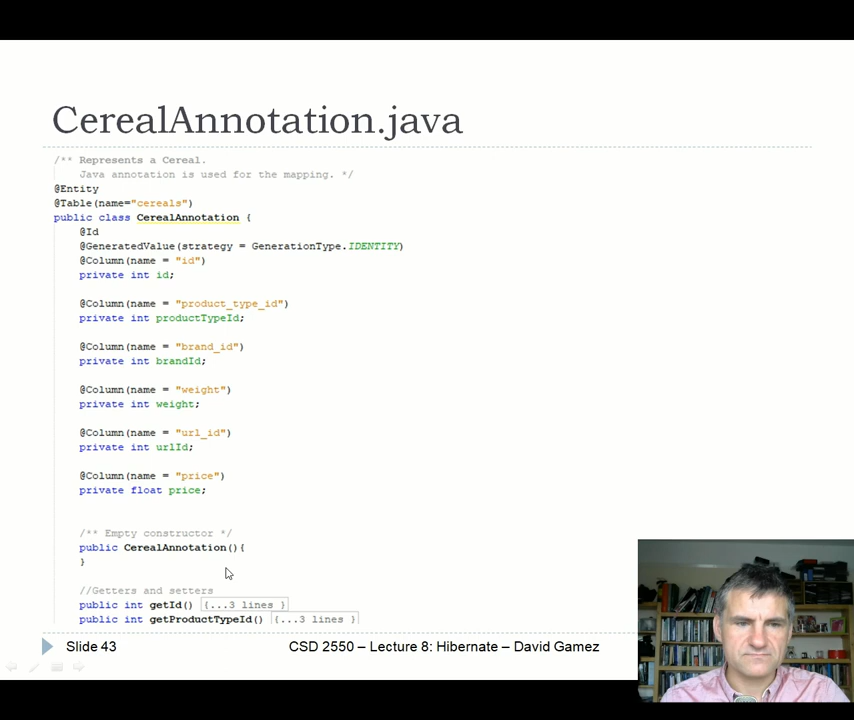 CerealAnnotation.java
/** Represents a Cereal.
Java annotation is used for the mapping. */
@Entity
@Table(name="cereals")
public class CerealAnnotation {
@Id
@GeneratedValue(strategy = GenerationType.IDENTITY)
@Column(name = "id")
private int id;
@Column(name = "product_type_id")
private int productTypeId;
@Column(name = "brand_id")
private int brandId;
@Column(name = "weight")
private int weight;
@Column(name = "url_id")
private int urlId;
@Column(name = "price")
private float price;
/** Empty constructor */
public CerealAnnotation(){
}
//Getters and setters
public int getId() {...3 lines }
public int getProductTypeId() {...3 lines }
Slide 43 CSD 2550 – Lecture 8: Hibernate – David Gamez